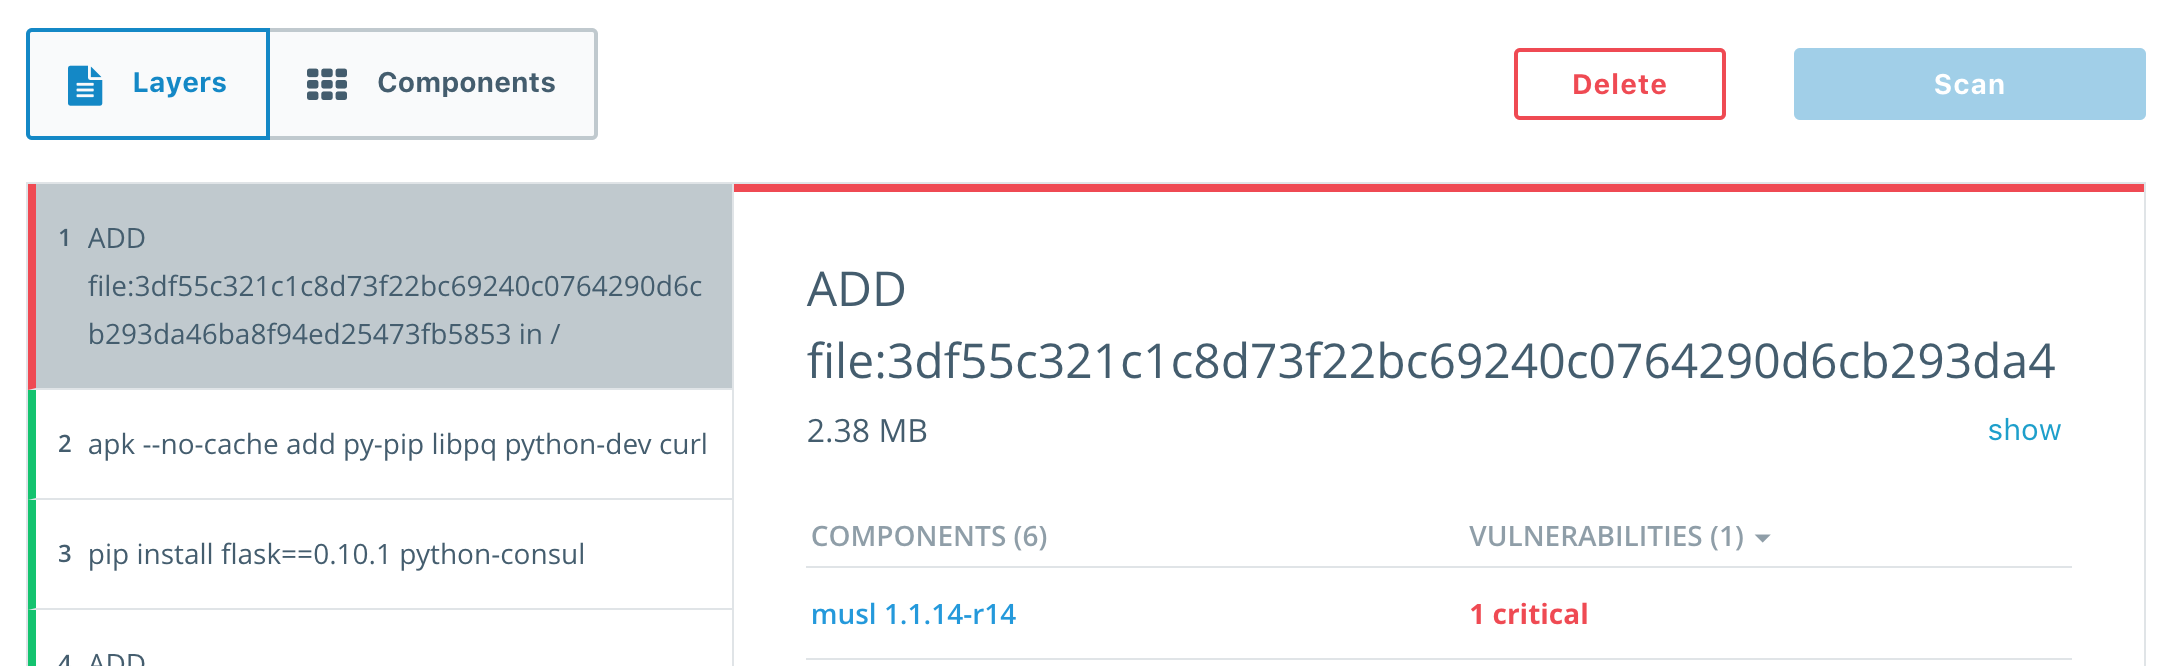 Layers
Components
Delete
Scan
1 ADD
file:3df55c321c1c8d73f22bc69240c0764290d6c
b293da46ba8f94ed25473fb5853 in /
2 apk --no-cache add py-pip libpq python-dev curl
3 pip install flask==0.10.1 python-consul
4 ADD
ADD
file:3df55c321c1c8d73f22bc69240c0764290d6cb293da4
2.38 MB
show
COMPONENTS (6)
VULNERABILITIES (1)
musl 1.1.14-r14
1 critical